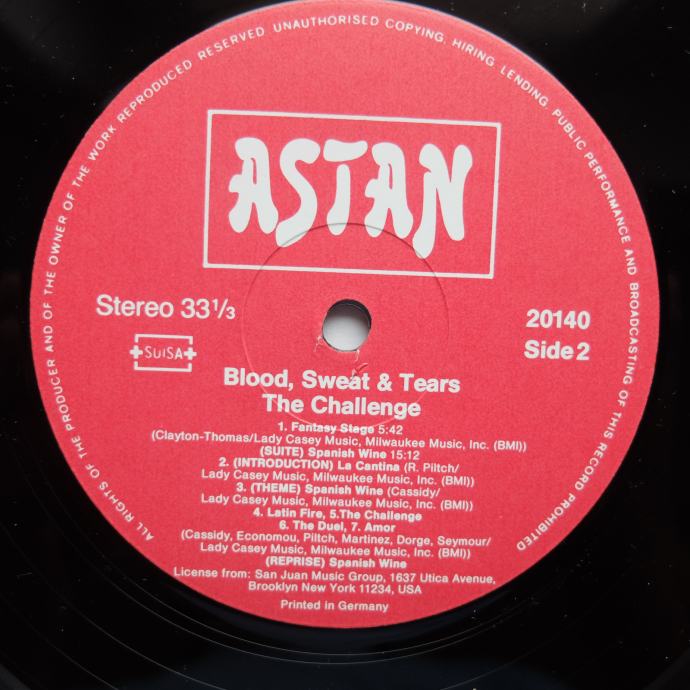 ALL RIGHTS OF THE PRODUCER AND OF THE OWNER OF THE WORK REPRODUCED RESERVED UNAUTHORISED COPYING, HIRING, LENDING, PUBLIC PERFORMANCE AND BROADCASTING OF THIS RECORD PROHIBITED
ASTAN
Stereo 33 1/3
20140
SUISA
Side 2
Blood, Sweat & Tears
The Challenge
1. Fantasy Stage 5:42
(Clayton-Thomas/Lady Casey Music, Milwaukee Music, Inc. (BMI))
(SUITE) Spanish Wine 15:12
2. (INTRODUCTION) La Cantina (R. Piltch/
Lady Casey Music, Milwaukee Music, Inc. (BMI))
3. (THEME) Spanish Wine (Cassidy/
Lady Casey Music, Milwaukee Music, Inc. (BMI))
4. Latin Fire, 5.The Challenge
6. The Duel, 7. Amor
(Cassidy, Economou, Piltch, Martinez, Dorge, Seymour/
Lady Casey Music, Milwaukee Music, Inc. (BMI))
(REPRISE) Spanish Wine
License from: San Juan Music Group, 1637 Utica Avenue,
Brooklyn New York 11234, USA
Printed in Germany